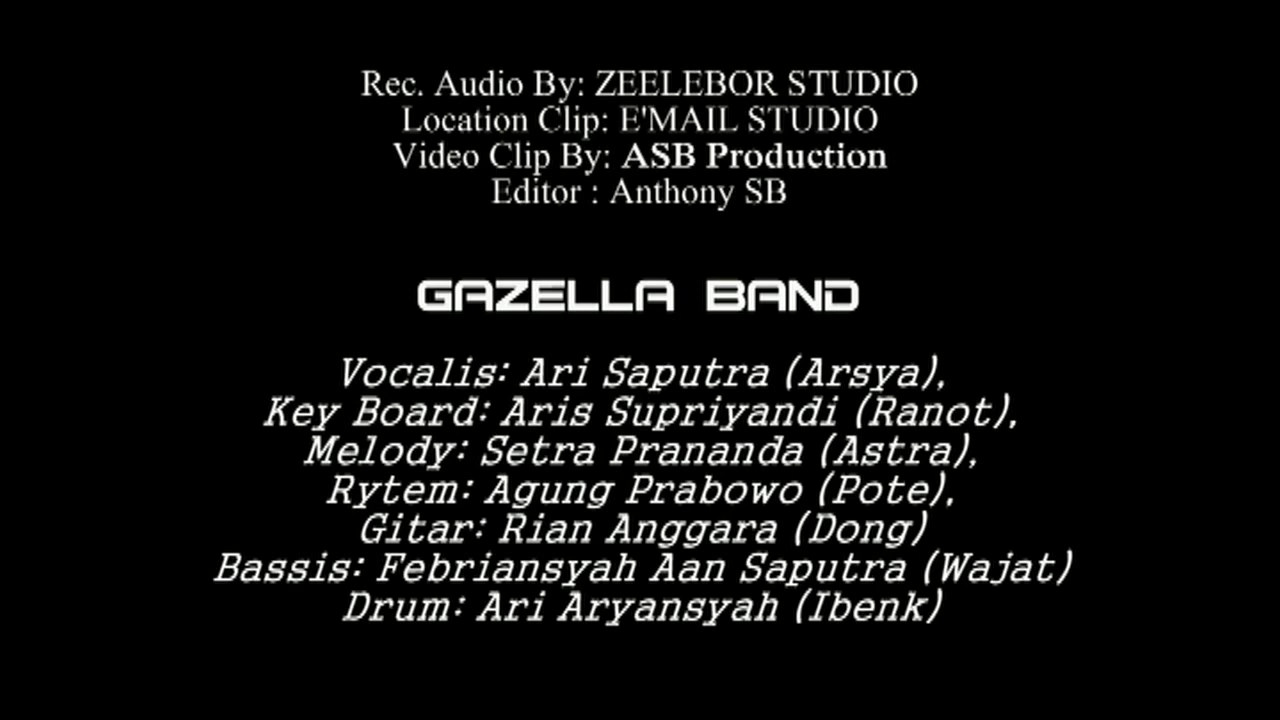 Rec. Audio By: ZEELEBOR STUDIO
Location Clip: E'MAIL STUDIO
Video Clip By: ASB Production
Editor : Anthony SB
GAZELLA BAND
Vocalis: Ari Saputra (Arsya),
Key Board: Aris Supriyandi (Ranot),
Melody: Setra Prananda (Astra),
Rytem: Agung Prabowo (Pote),
Gitar: Rian Anggara (Dong)
Bassis: Febriansyah Aan Saputra (Wajat)
Drum: Ari Aryansyah (Ibenk)